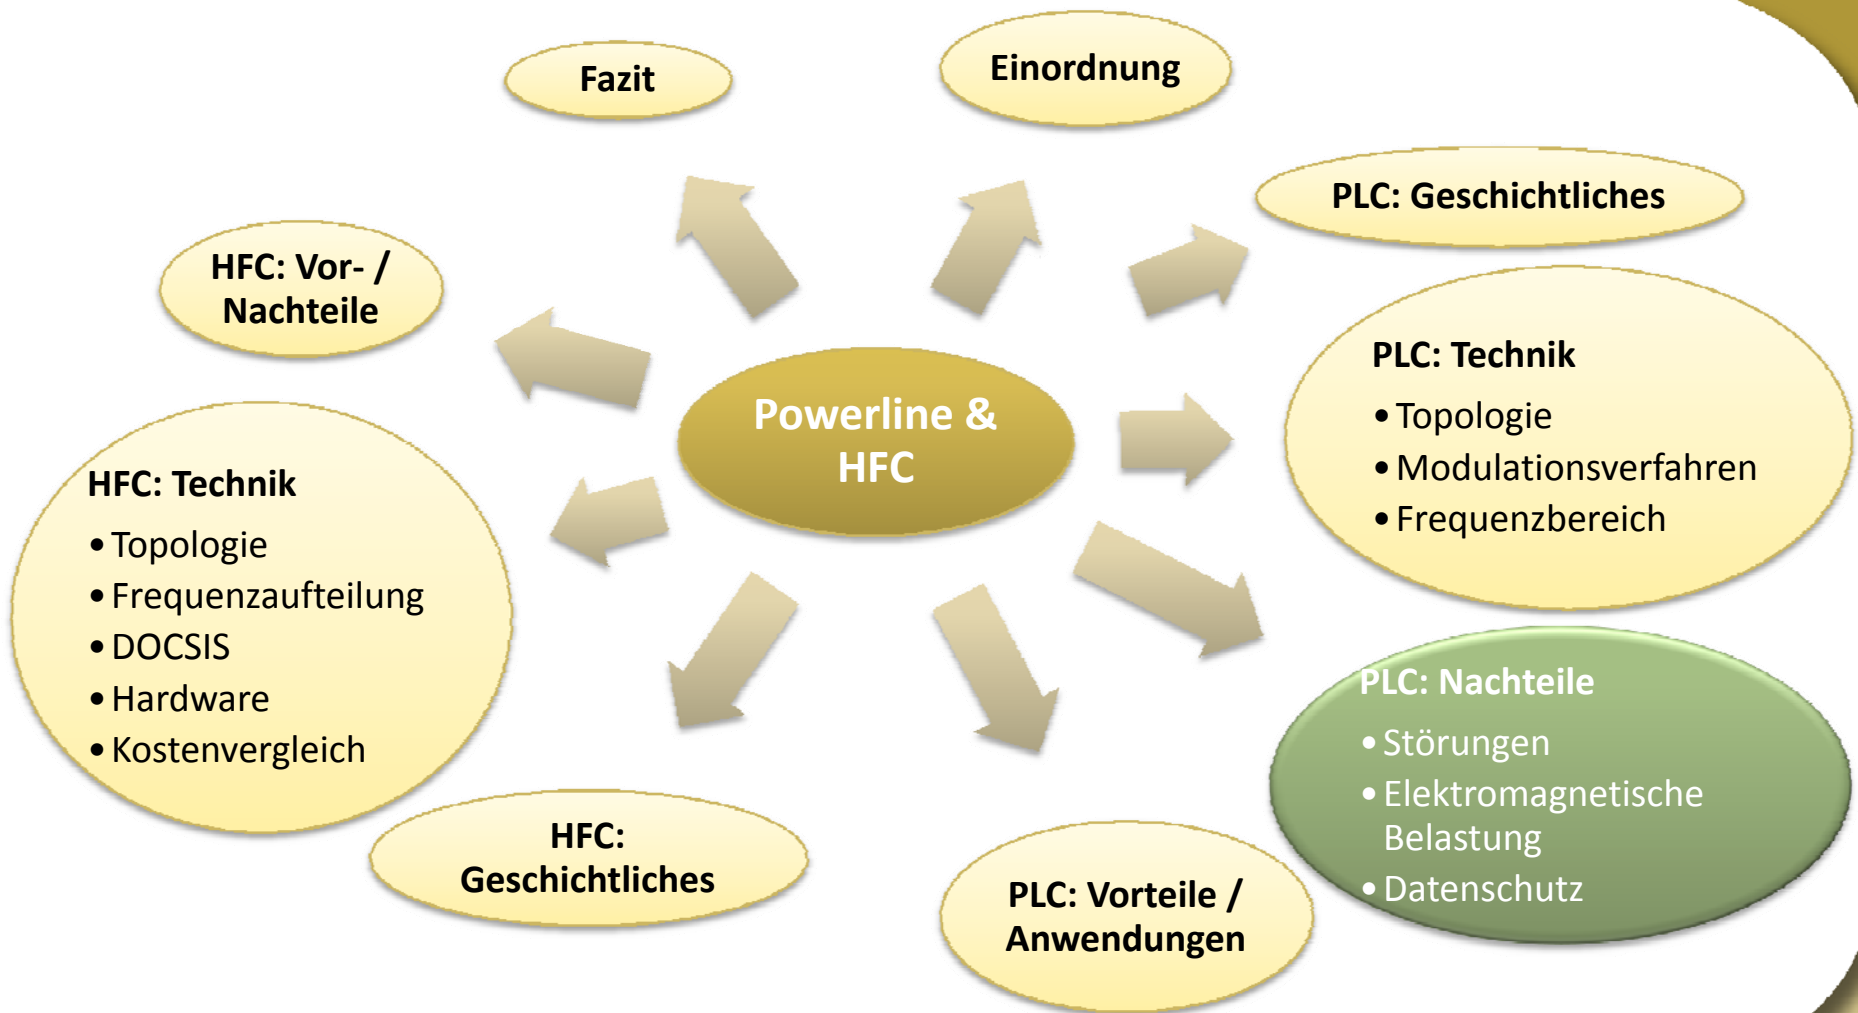 Fazit
Einordnung
PLC: Geschichtliches
HFC: Vor- /
Nachteile
PLC: Technik
• Topologie
• Modulationsverfahren
• Frequenzbereich
Powerline &
HFC
HFC: Technik
• Topologie
• Frequenzaufteilung
• DOCSIS
• Hardware
• Kostenvergleich
PLC: Nachteile
• Störungen
• Elektromagnetische
Belastung
• Datenschutz
HFC:
Geschichtliches
PLC: Vorteile /
Anwendungen